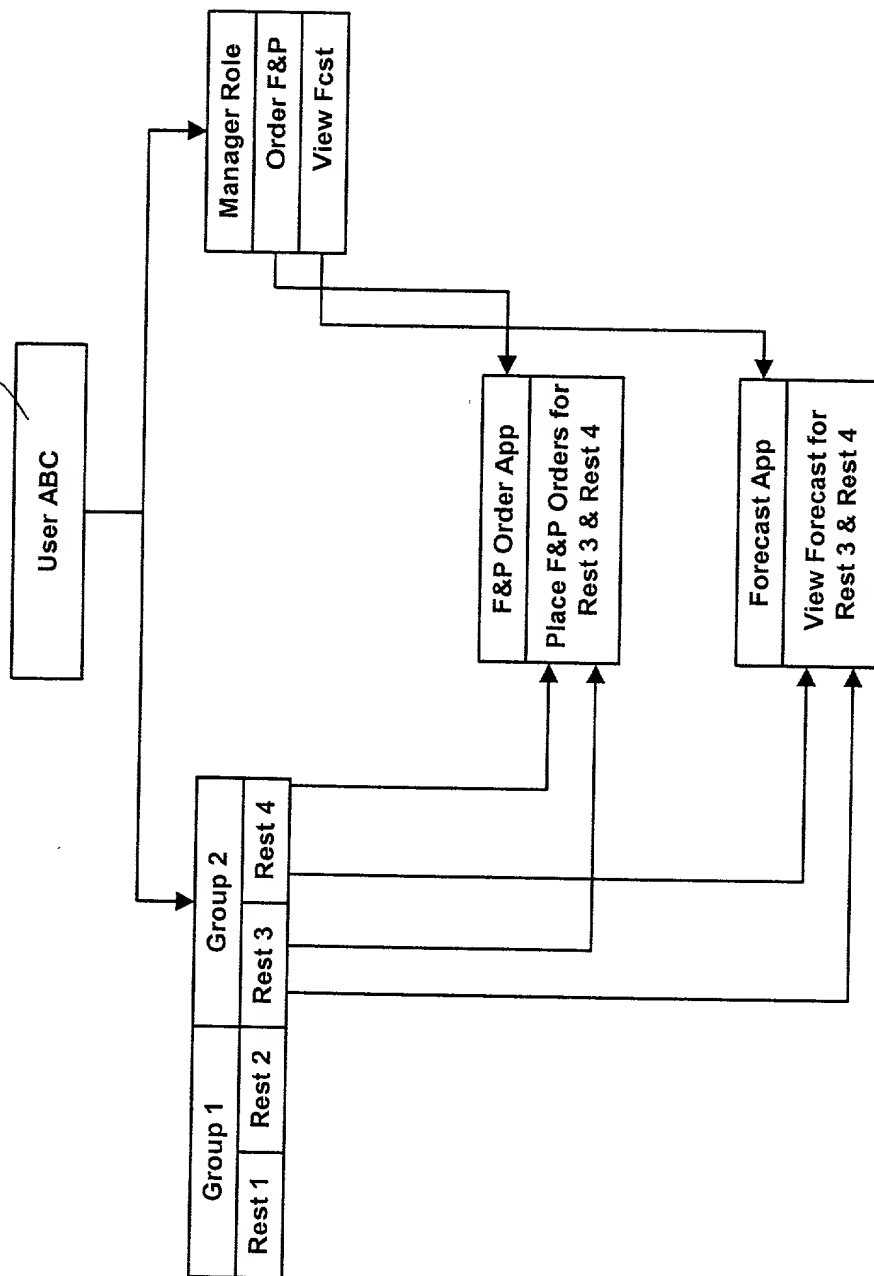 User ABC
Group 1
Group 2
Rest 1
Rest 2
Rest 3
Rest 4
Manager Role
Order F&P
View Fcst
F&P Order App
Place F&P Orders for
Rest 3 & Rest 4
Forecast App
View Forecast for
Rest 3 & Rest 4